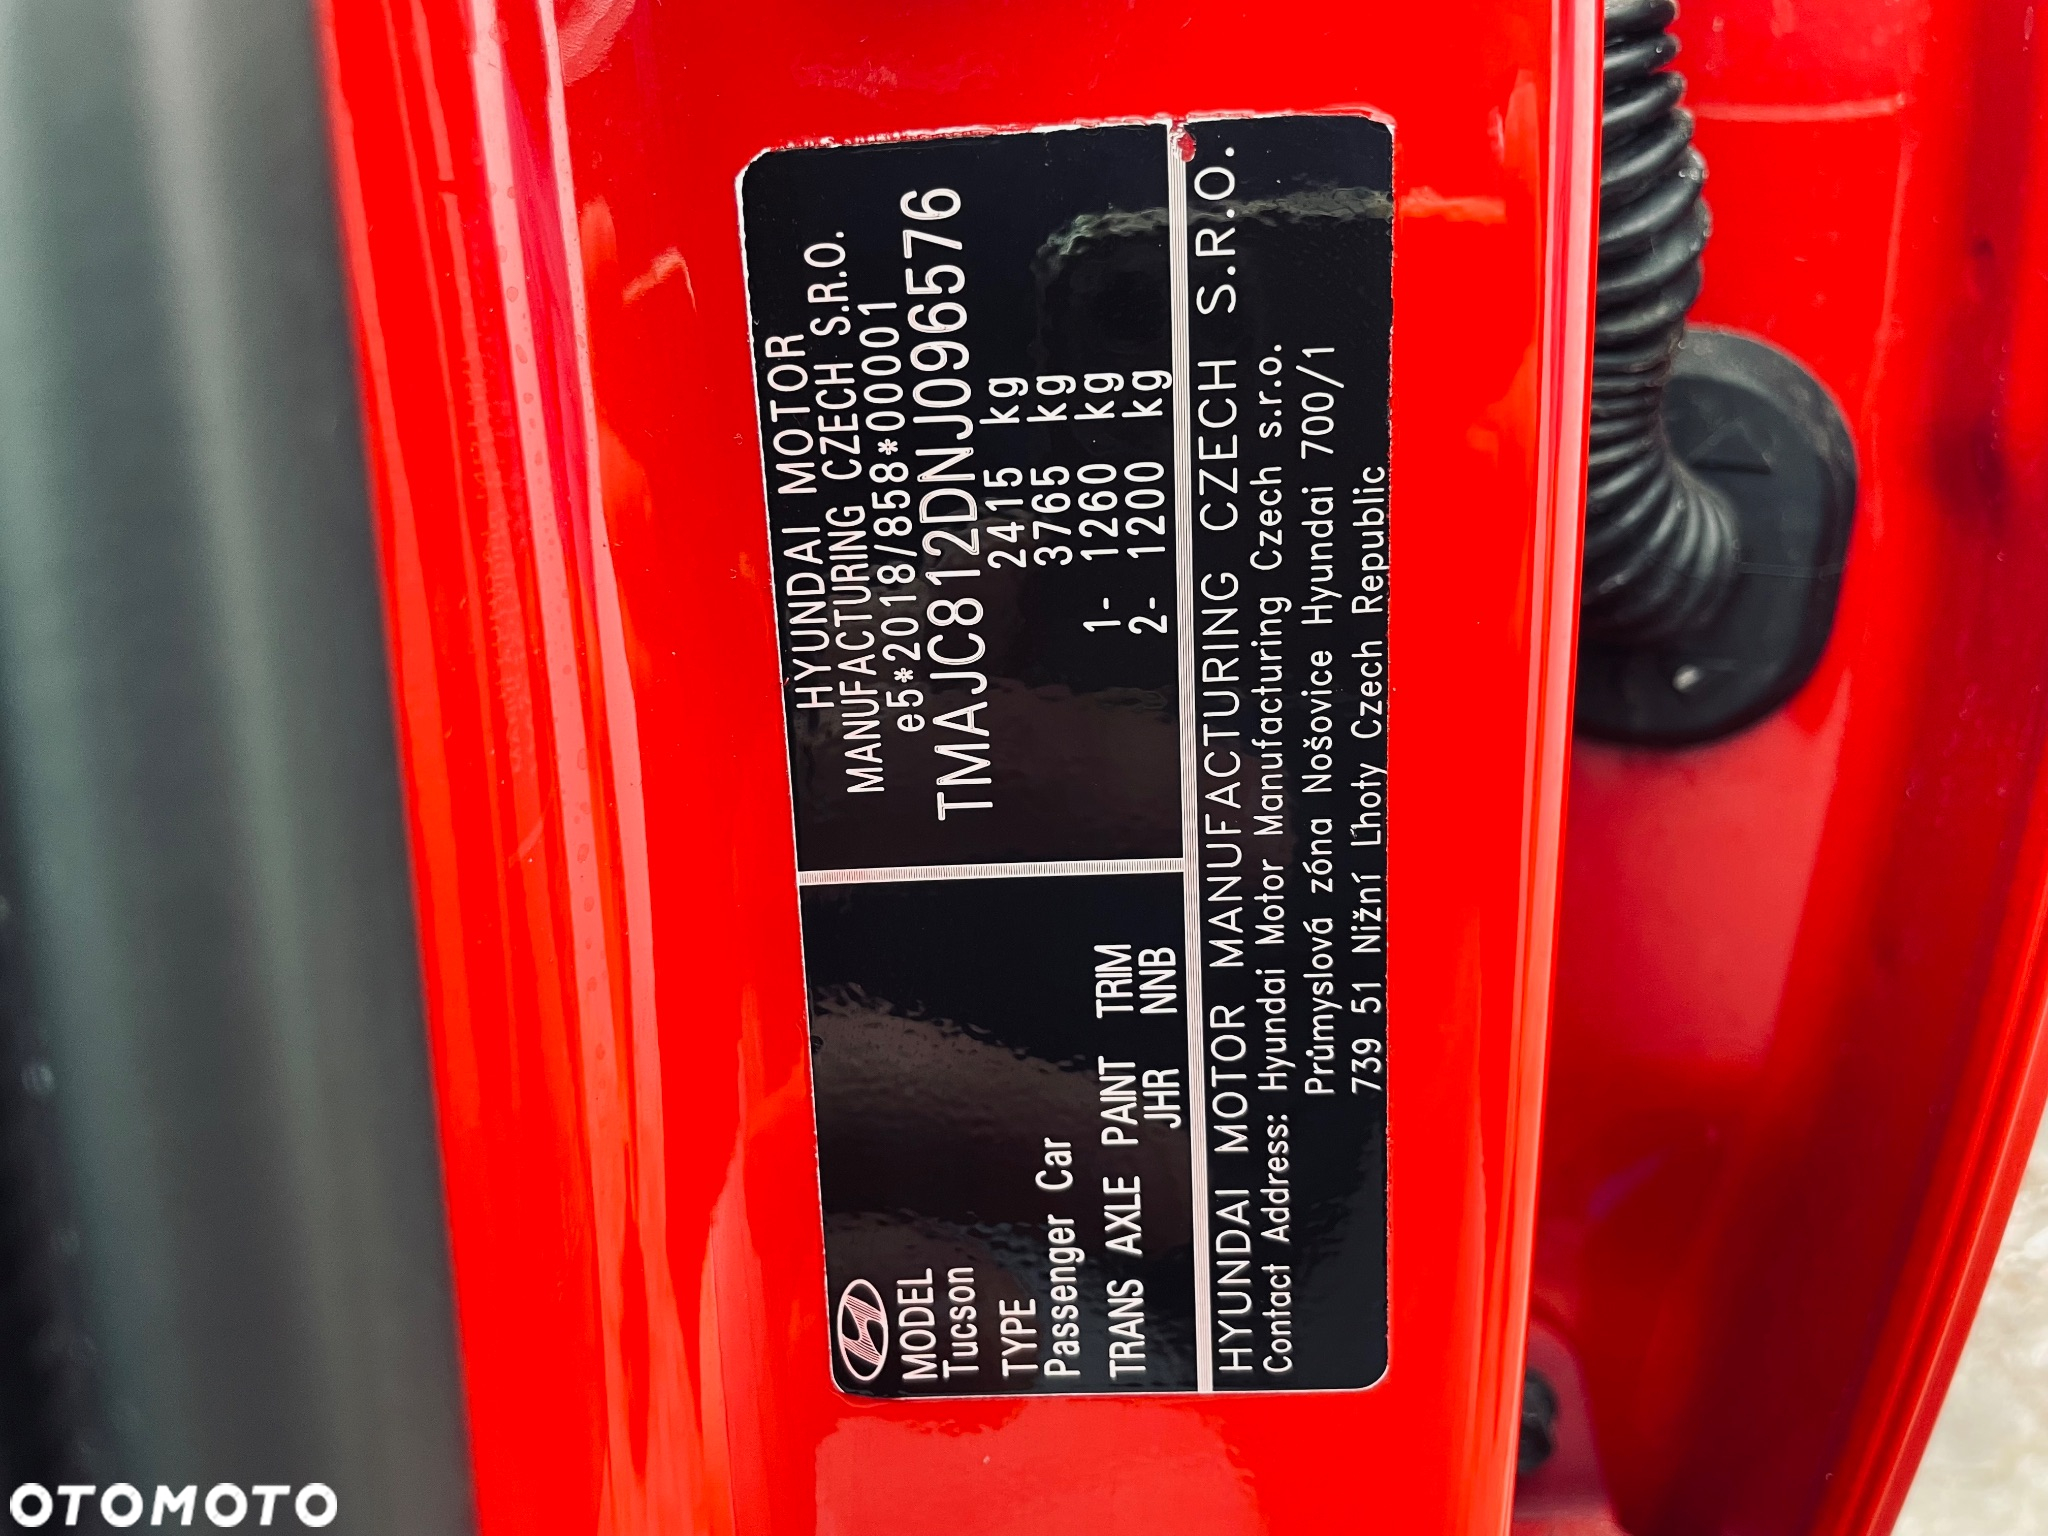 MODEL
Tucson
TYPE
Passenger Car
TRANS AXLE PAINT TRIM
JHR NNB
HYUNDAI MOTOR
MANUFACTURING CZECH S.R.O.
e5*2018/858*00001
TMAJC812DNJ096576
2415 kg
3765 kg
1- 1260 kg
2- 1200 kg
HYUNDAI MOTOR MANUFACTURING CZECH S.R.O.
Contact Address: Hyundai Motor Manufacturing Czech s.r.o.
Průmyslová zóna Nošovice Hyundai 700/1
739 51 Nižní Ľhoty Czech Republic
OTOMOTO